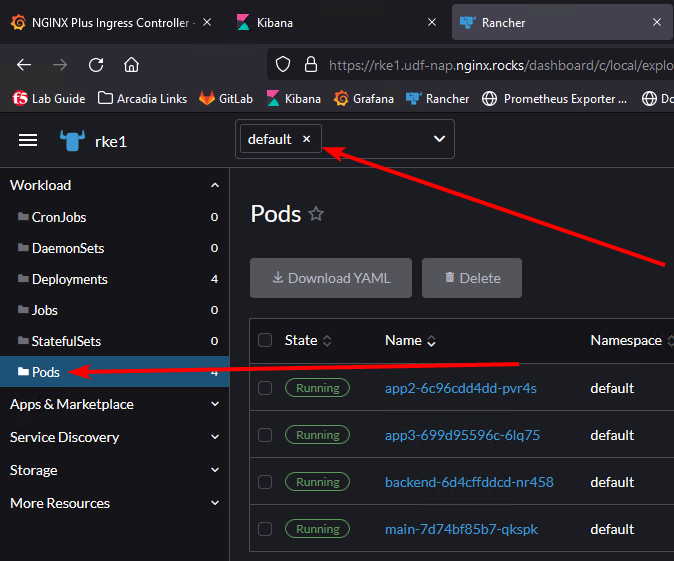 NGINX Plus Ingress Controller -
Kibana
Rancher
https://rke1.udf-nap.nginx.rocks/dashboard/c/local/explo
Lab Guide
Arcadia Links
GitLab
Kibana
Grafana
Rancher
Prometheus Exporter ...
Do
rke1
default
Workload
CronJobs 0
DaemonSets 0
Deployments 4
Jobs 0
StatefulSets 0
Pods 4
Apps & Marketplace
Service Discovery
Storage
More Resources
Pods
Download YAML
Delete
State Name Namespace
Running app2-6c96cdd4dd-pvr4s default
Running app3-699d95596c-6lq75 default
Running backend-6d4cffddcd-nr458 default
Running main-7d74bf85b7-qkspk default